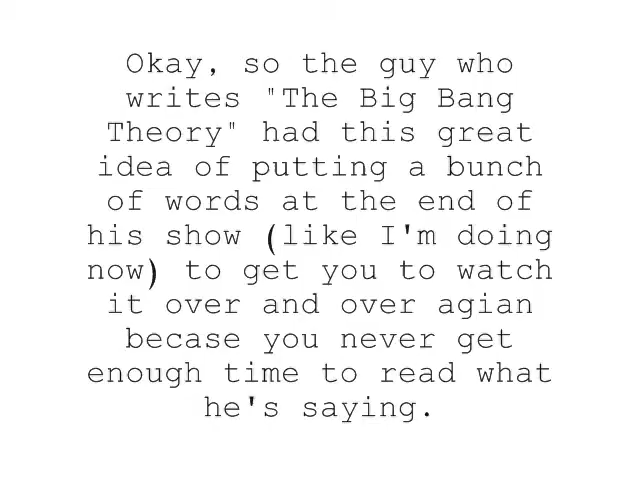 Okay, so the guy who
writes "The Big Bang
Theory" had this great
idea of putting a bunch
of words at the end of
his show (like I'm doing
now) to get you to watch
it over and over agian
becase you never get
enough time to read what
he's saying.